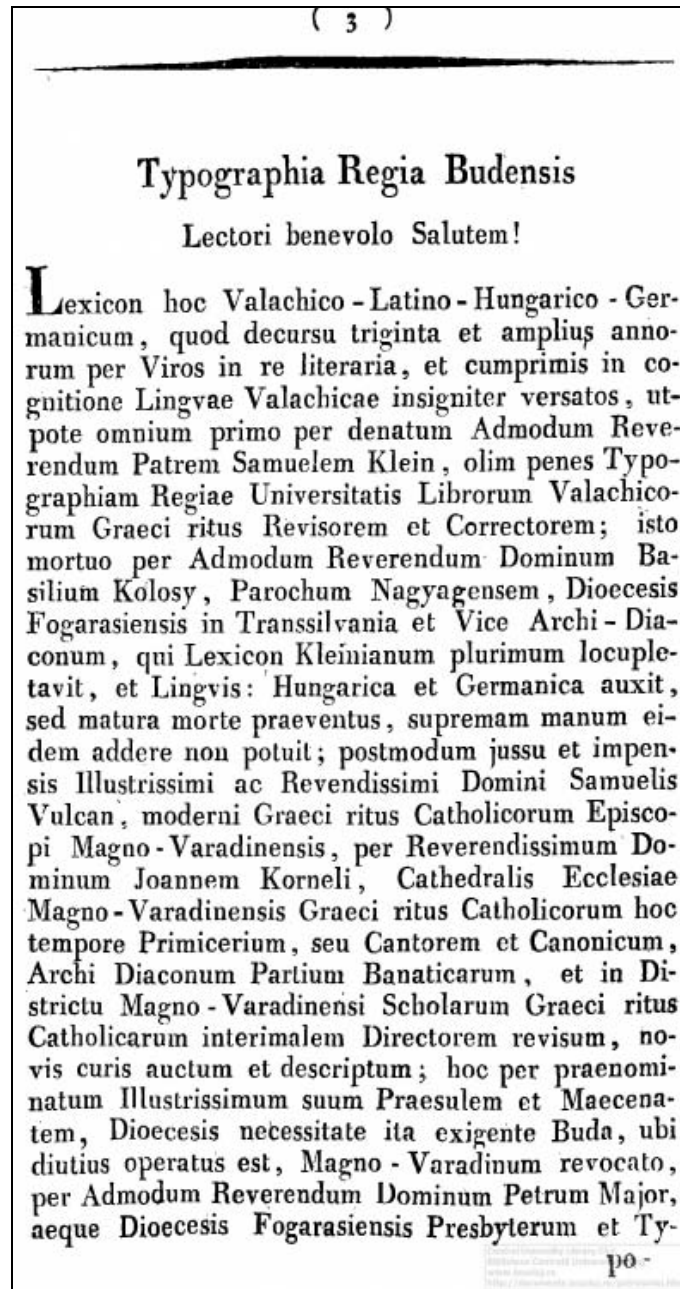 ( 3 )
Typographia Regia Budensis
Lectori benevolo Salutem!
Lexicon hoc Valachico - Latino - Hungarico - Ger-
manicum, quod decursu triginta et amplius anno-
rum per Viros in re literaria, et cumprimis in co-
gnitione Lingvae Valachicae insigniter versatos, ut-
pote omnium primo per denatum Admodum Reve-
rendum Patrem Samuelem Klein, olim penes Typo-
graphiam Regiae Universitatis Librorum Valachico-
rum Graeci ritus Revisorem et Correctorem; isto
mortuo per Admodum Reverendum Dominum Ba-
silium Kolosy, Parochum Nagyagensem, Dioecesis
Fogarasiensis in Transsilvania et Vice Archi - Dia-
conum, qui Lexicon Kleinianum plurimum locuple-
tavit, et Lingvis: Hungarica et Germanica auxit,
sed matura morte praeventus, supremam manum ei-
dem addere non potuit; postmodum jussu et impen-
sis Illustrissimi ac Revendissimi Domini Samuelis
Vulcan, moderni Graeci ritus Catholicorum Episco-
pi Magno - Varadinensis, per Reverendissimum Do-
minum Joannem Korneli, Cathedralis Ecclesiae
Magno - Varadinensis Graeci ritus Catholicorum hoc
tempore Primicerium, seu Cantorem et Canonicum,
Archi Diaconum Partium Banaticarum, et in Di-
strictu Magno - Varadinensi Scholarum Graeci ritus
Catholicarum interimalem Directorem revisum, no-
vis curis auctum et descriptum; hoc per praenomi-
natum Illustrissimum suum Praesulem et Maecena-
tem, Dioecesis necessitate ita exigente Buda, ubi
diutius operatus est, Magno - Varadinum revocato,
per Admodum Reverendum Dominum Petrum Major,
aeque Dioecesis Fogarasiensis Presbyterum et Ty-
po-